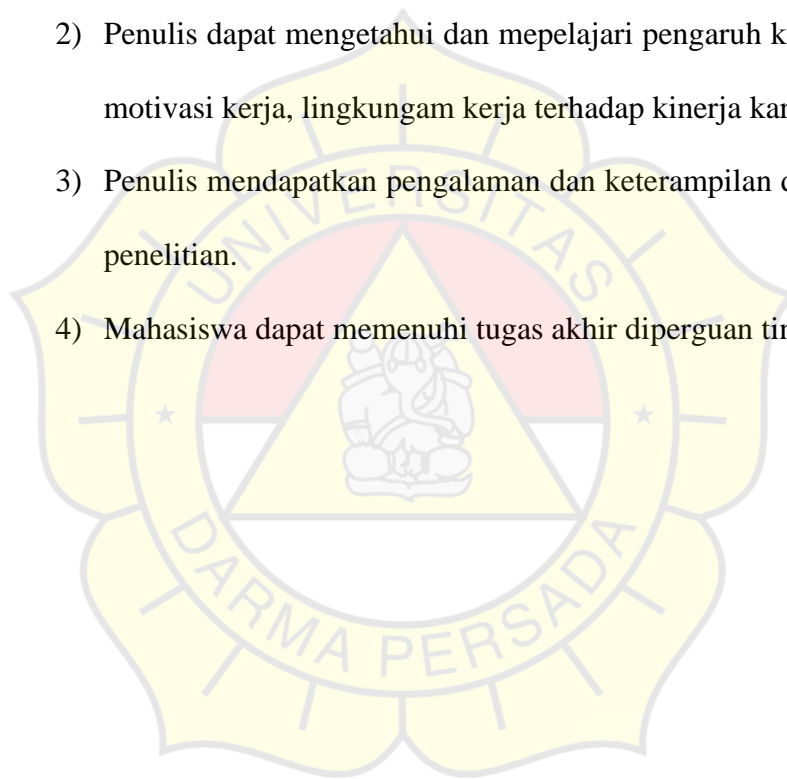 2) Penulis dapat mengetahui dan mepelajari pengaruh
motivasi kerja, lingkungam kerja terhadap kinerja
3) Penulis mendapatkan pengalaman dan keterampilan
penelitian.
4) Mahasiswa dapat memenuhi tugas akhir diperguan
UNIVERSITAS
DARMA PERSADA